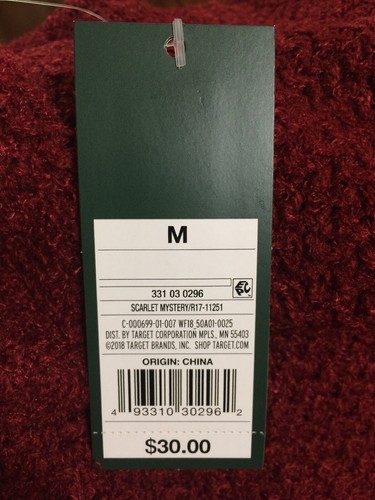 M
331 03 0296
SCARLET MYSTERY/R17-11251
C-000699-01-007 WF18_50A01-0025
DIST. BY TARGET CORPORATION MPLS., MN 55403
©2018 TARGET BRANDS, INC. SHOP TARGET.COM
ORIGIN: CHINA
4 93310 30296 2
$30.00